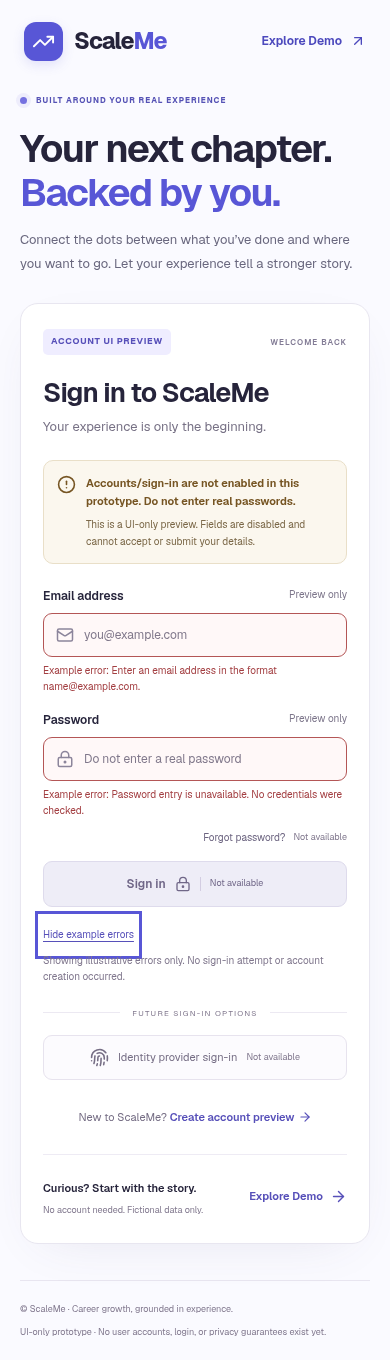 ScaleMe
Explore Demo
BUILT AROUND YOUR REAL EXPERIENCE
Your next chapter.
Backed by you.
Connect the dots between what you've done and where
you want to go. Let your experience tell a stronger story.
ACCOUNT UI PREVIEW
WELCOME BACK
Sign in to ScaleMe
Your experience is only the beginning.
Accounts/sign-in are not enabled in this
prototype. Do not enter real passwords.
This is a UI-only preview. Fields are disabled and
cannot accept or submit your details.
Email address
Preview only
you@example.com
Example error: Enter an email address in the format
name@example.com.
Password
Preview only
Do not enter a real password
Example error: Password entry is unavailable. No credentials were
checked.
Forgot password? Not available
Sign in
Not available
Hide example errors
Showing illustrative errors only. No sign-in attempt or account
creation occurred.
FUTURE SIGN-IN OPTIONS
Identity provider sign-in Not available
New to ScaleMe? Create account preview
Curious? Start with the story.
No account needed. Fictional data only.
Explore Demo
© ScaleMe · Career growth, grounded in experience.
UI-only prototype · No user accounts, login, or privacy guarantees exist yet.